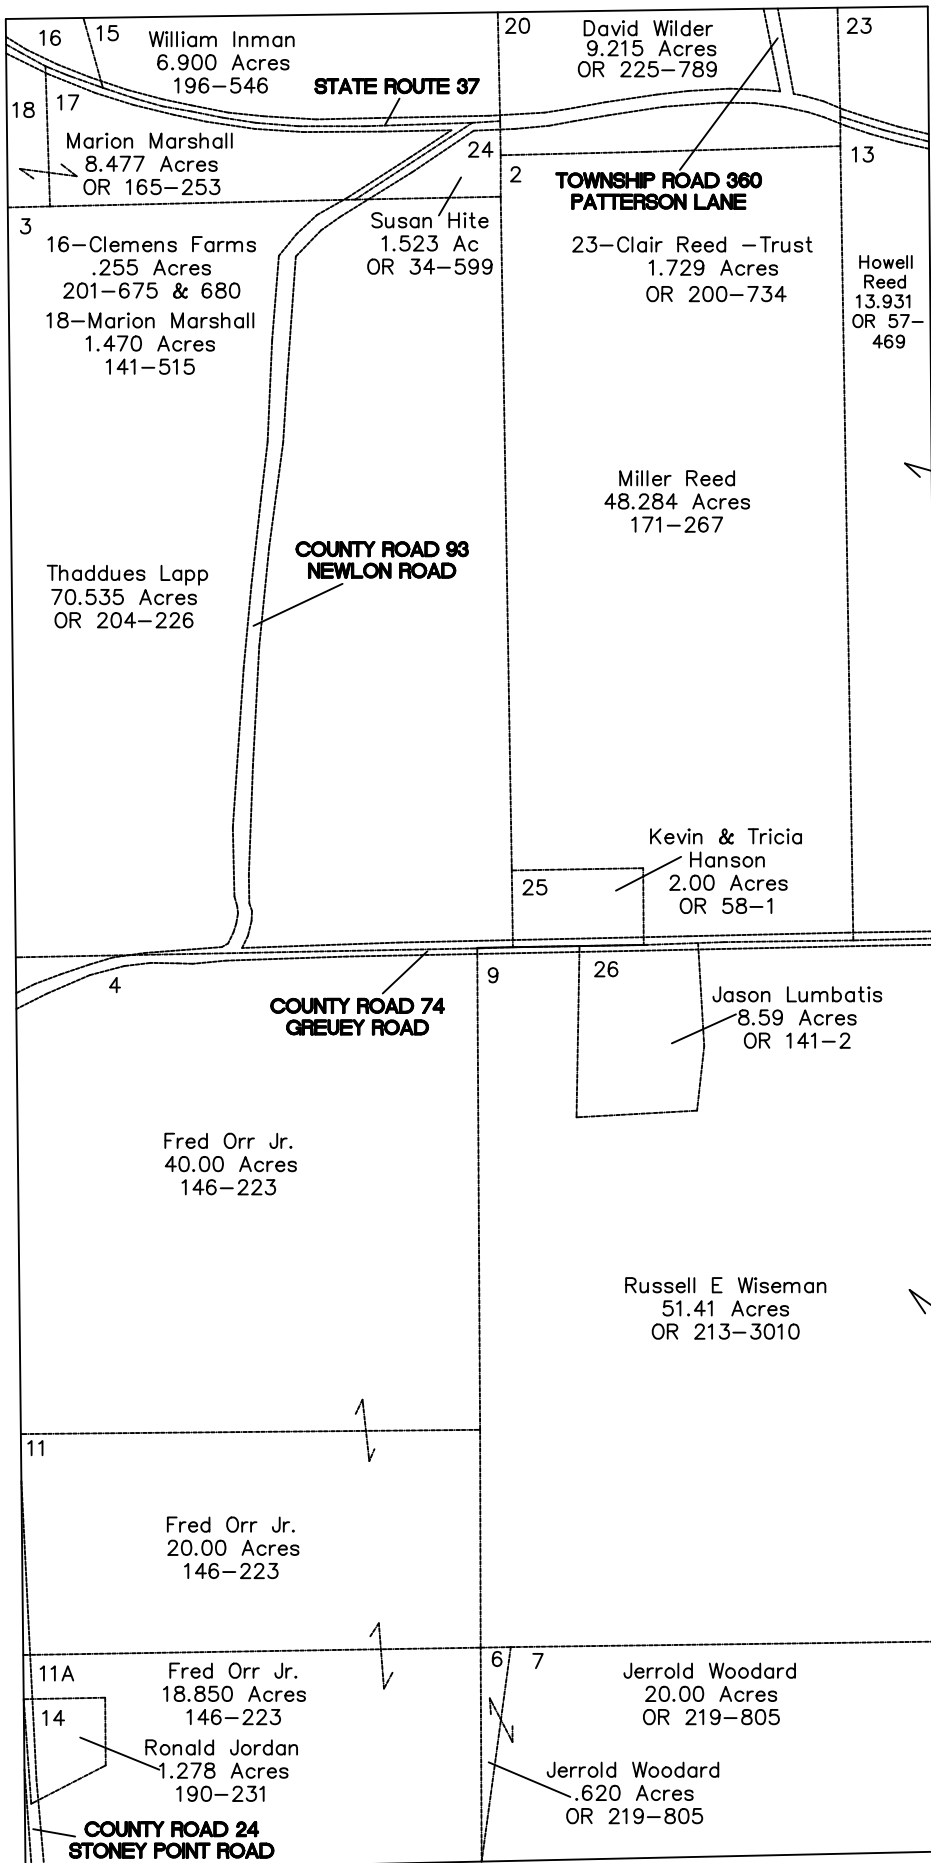 16
15
William Inman
6.900 Acres
196-546
STATE ROUTE 37
20
David Wilder
9.215 Acres
OR 225-789
23
18
17
Marion Marshall
8.477 Acres
OR 165-253
24
2
TOWNSHIP ROAD 360
PATTERSON LANE
13
3
16-Clemens Farms
.255 Acres
201-675 & 680
18-Marion Marshall
1.470 Acres
141-515
Susan Hite
1.523 Ac
OR 34-599
23-Clair Reed -Trust
1.729 Acres
OR 200-734
Howell
Reed
13.931
OR 57-
469
Miller Reed
48.284 Acres
171-267
COUNTY ROAD 93
NEWLON ROAD
Thaddues Lapp
70.535 Acres
OR 204-226
Kevin & Tricia
Hanson
2.00 Acres
OR 58-1
25
4
9
26
COUNTY ROAD 74
GREUEY ROAD
Jason Lumbatis
8.59 Acres
OR 141-2
Fred Orr Jr.
40.00 Acres
146-223
Russell E Wiseman
51.41 Acres
OR 213-3010
11
Fred Orr Jr.
20.00 Acres
146-223
11A
Fred Orr Jr.
18.850 Acres
146-223
14
Ronald Jordan
1.278 Acres
190-231
COUNTY ROAD 24
STONEY POINT ROAD
6
7
Jerrold Woodard
20.00 Acres
OR 219-805
Jerrold Woodard
.620 Acres
OR 219-805